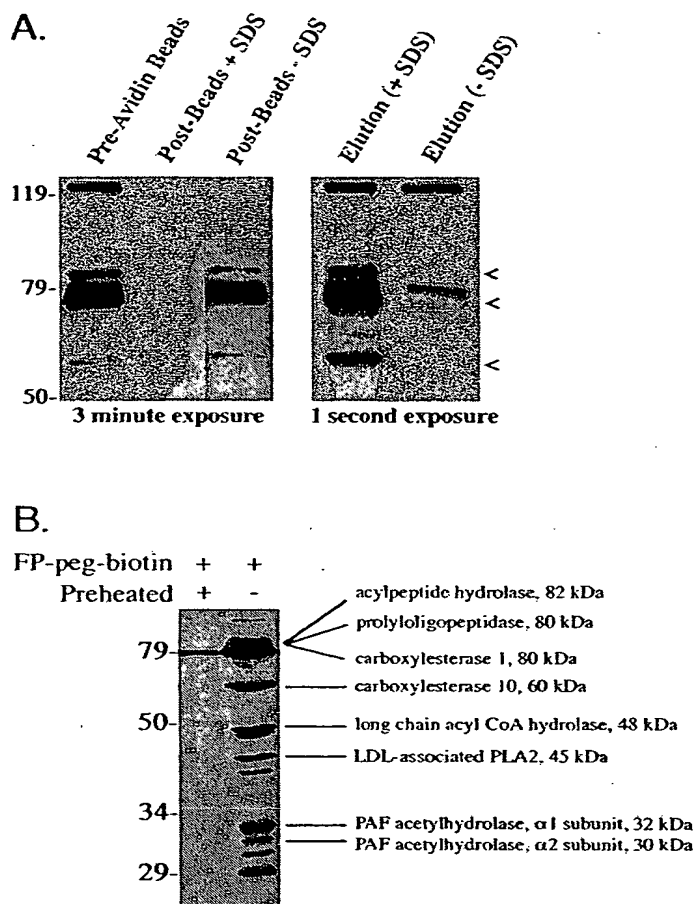 A.
Pre-Avidin Beads
Post-Beads + SDS
Post-Beads - SDS
Elution (+ SDS)
Elution (- SDS)
119-
79-
50-
<
<
<
3 minute exposure
1 second exposure
B.
FP-peg-biotin + +
Preheated + -
79-
50-
34-
29-
acylpeptide hydrolase, 82 kDa
prolyloligopeptidase, 80 kDa
carboxylesterase 1, 80 kDa
carboxylesterase 10, 60 kDa
long chain acyl CoA hydrolase, 48 kDa
LDL-associated PLA2, 45 kDa
PAF acetylhydrolase, α1 subunit, 32 kDa
PAF acetylhydrolase, α2 subunit, 30 kDa